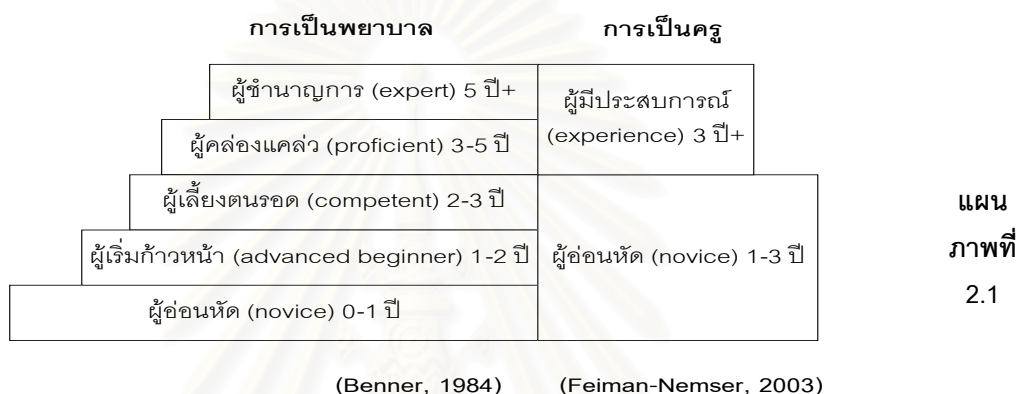 การเป็นพยาบาล
การเป็นครู
ผู้ชำนาญการ (expert) 5 ปี+
ผู้มีประสบการณ์
(experience) 3 ปี+
ผู้คล่องแคล่ว (proficient) 3-5 ปี
ผู้เลี้ยงตนรอด (competent) 2-3 ปี
ผู้เริ่มก้าวหน้า (advanced beginner) 1-2 ปี
ผู้อ่อนหัด (novice) 1-3 ปี
ผู้อ่อนหัด (novice) 0-1 ปี
(Benner, 1984)
(Feiman-Nemser, 2003)
แผน
ภาพที่
2.1